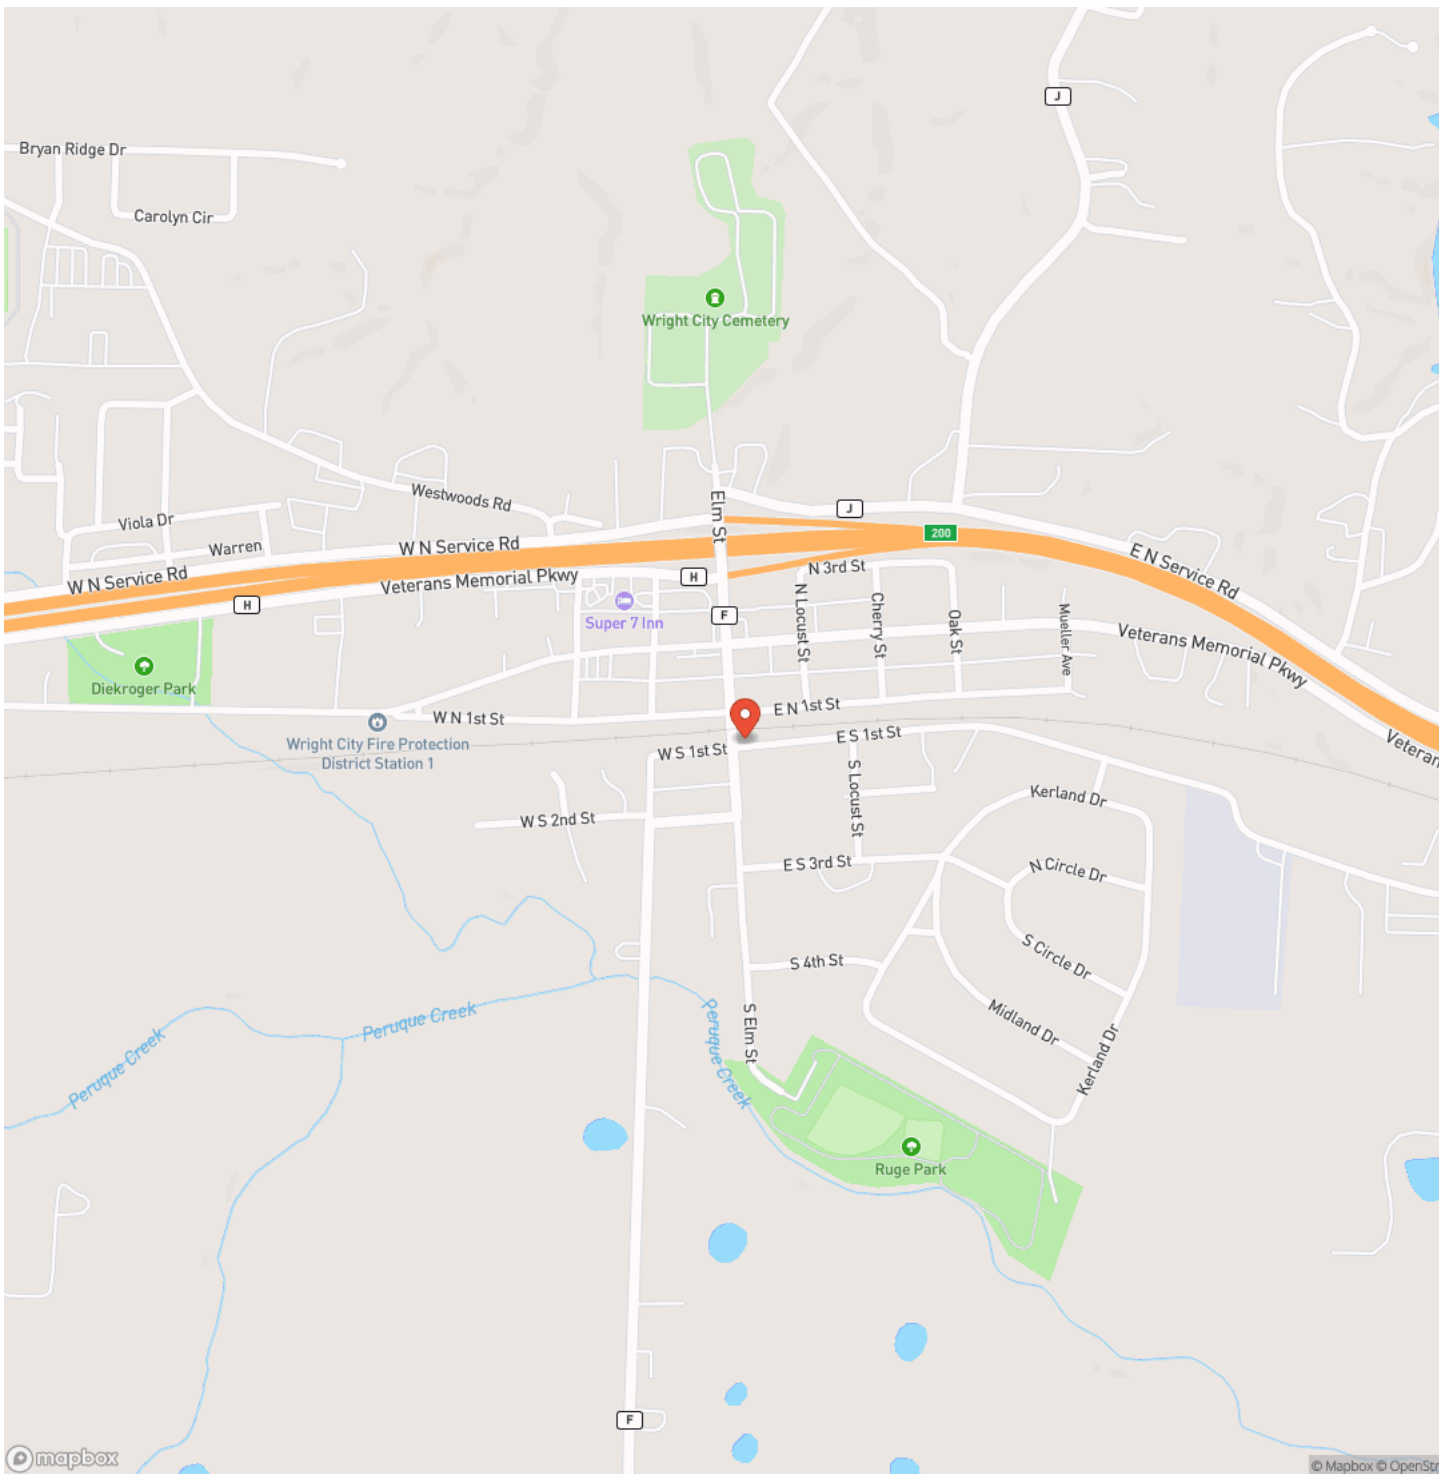 J
Bryan Ridge Dr
Carolyn Cir
Wright City Cemetery
Westwoods Rd
Elm St
J
Viola Dr
200
Warren
W N Service Rd
E N Service Rd
W N Service Rd
N 3rd St
H
Veterans Memorial Pkwy
H
Super 7 Inn
F
N Locust St
Cherry St
Oak St
Mueller Ave
Veterans Memorial Pkwy
Diekroger Park
W N 1st St
E N 1st St
Wright City Fire Protection
District Station 1
W S 1st St
E S 1st St
S Locust St
Kerland Dr
W S 2nd St
E S 3rd St
N Circle Dr
S Circle Dr
S 4th St
Peruque Creek
Peruque Creek
Peruque Creek
S Elm St
Midland Dr
Kerland Dr
Ruge Park
F
mapbox
© Mapbox © OpenStr